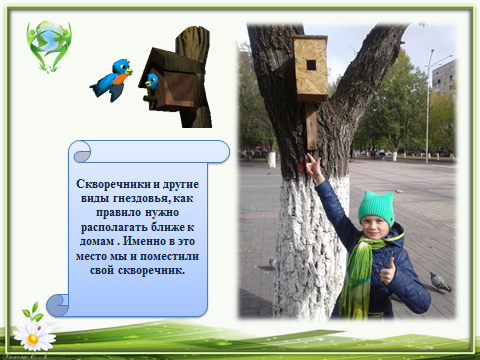 Скворечники и другие
виды гнездовья, как
правило нужно
располагать ближе к
домам . Именно в это
место мы и поместили
свой скворечник.